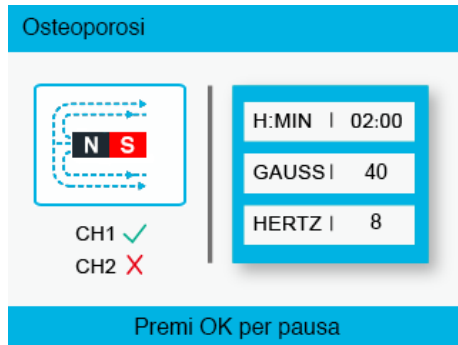 Osteoporosi
N S
CH1 ✓
CH2 X
H:MIN | 02:00
GAUSS | 40
HERTZ | 8
Premi OK per pausa